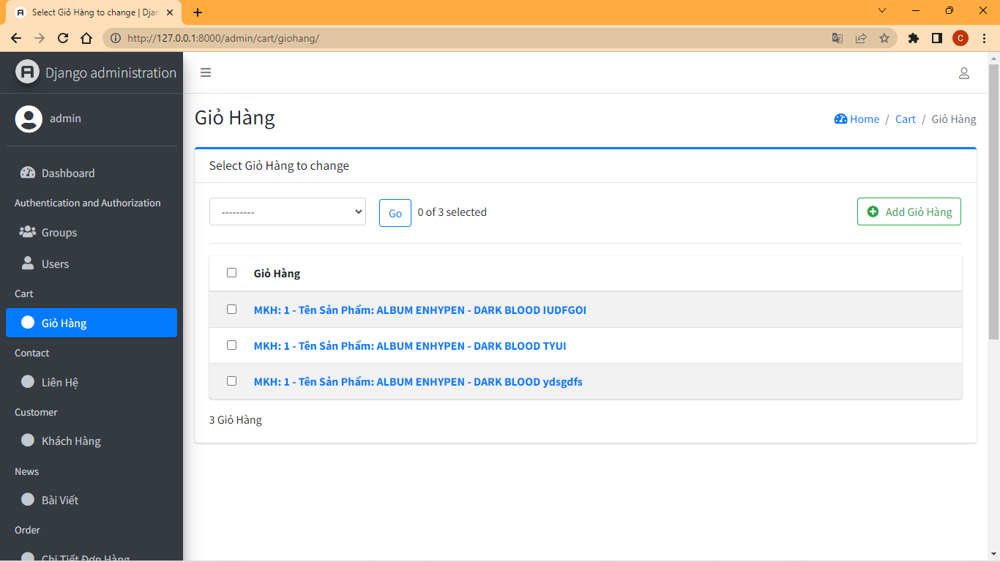 Select Giỏ Hàng to change | Djan
http://127.0.0.1:8000/admin/cart/giohang/
C
Django administration
admin
Dashboard
Authentication and Authorization
Groups
Users
Cart
Giỏ Hàng
Contact
Liên Hệ
Customer
Khách Hàng
News
Bài Viết
Order
Chi Tiết Đơn Hàng
Giỏ Hàng
Home / Cart / Giỏ Hàng
Select Giỏ Hàng to change
---------
Go
0 of 3 selected
Add Giỏ Hàng
Giỏ Hàng
MKH: 1 - Tên Sản Phẩm: ALBUM ENHYPEN - DARK BLOOD IUDFGOI
MKH: 1 - Tên Sản Phẩm: ALBUM ENHYPEN - DARK BLOOD TYUI
MKH: 1 - Tên Sản Phẩm: ALBUM ENHYPEN - DARK BLOOD ydsgdfs
3 Giỏ Hàng